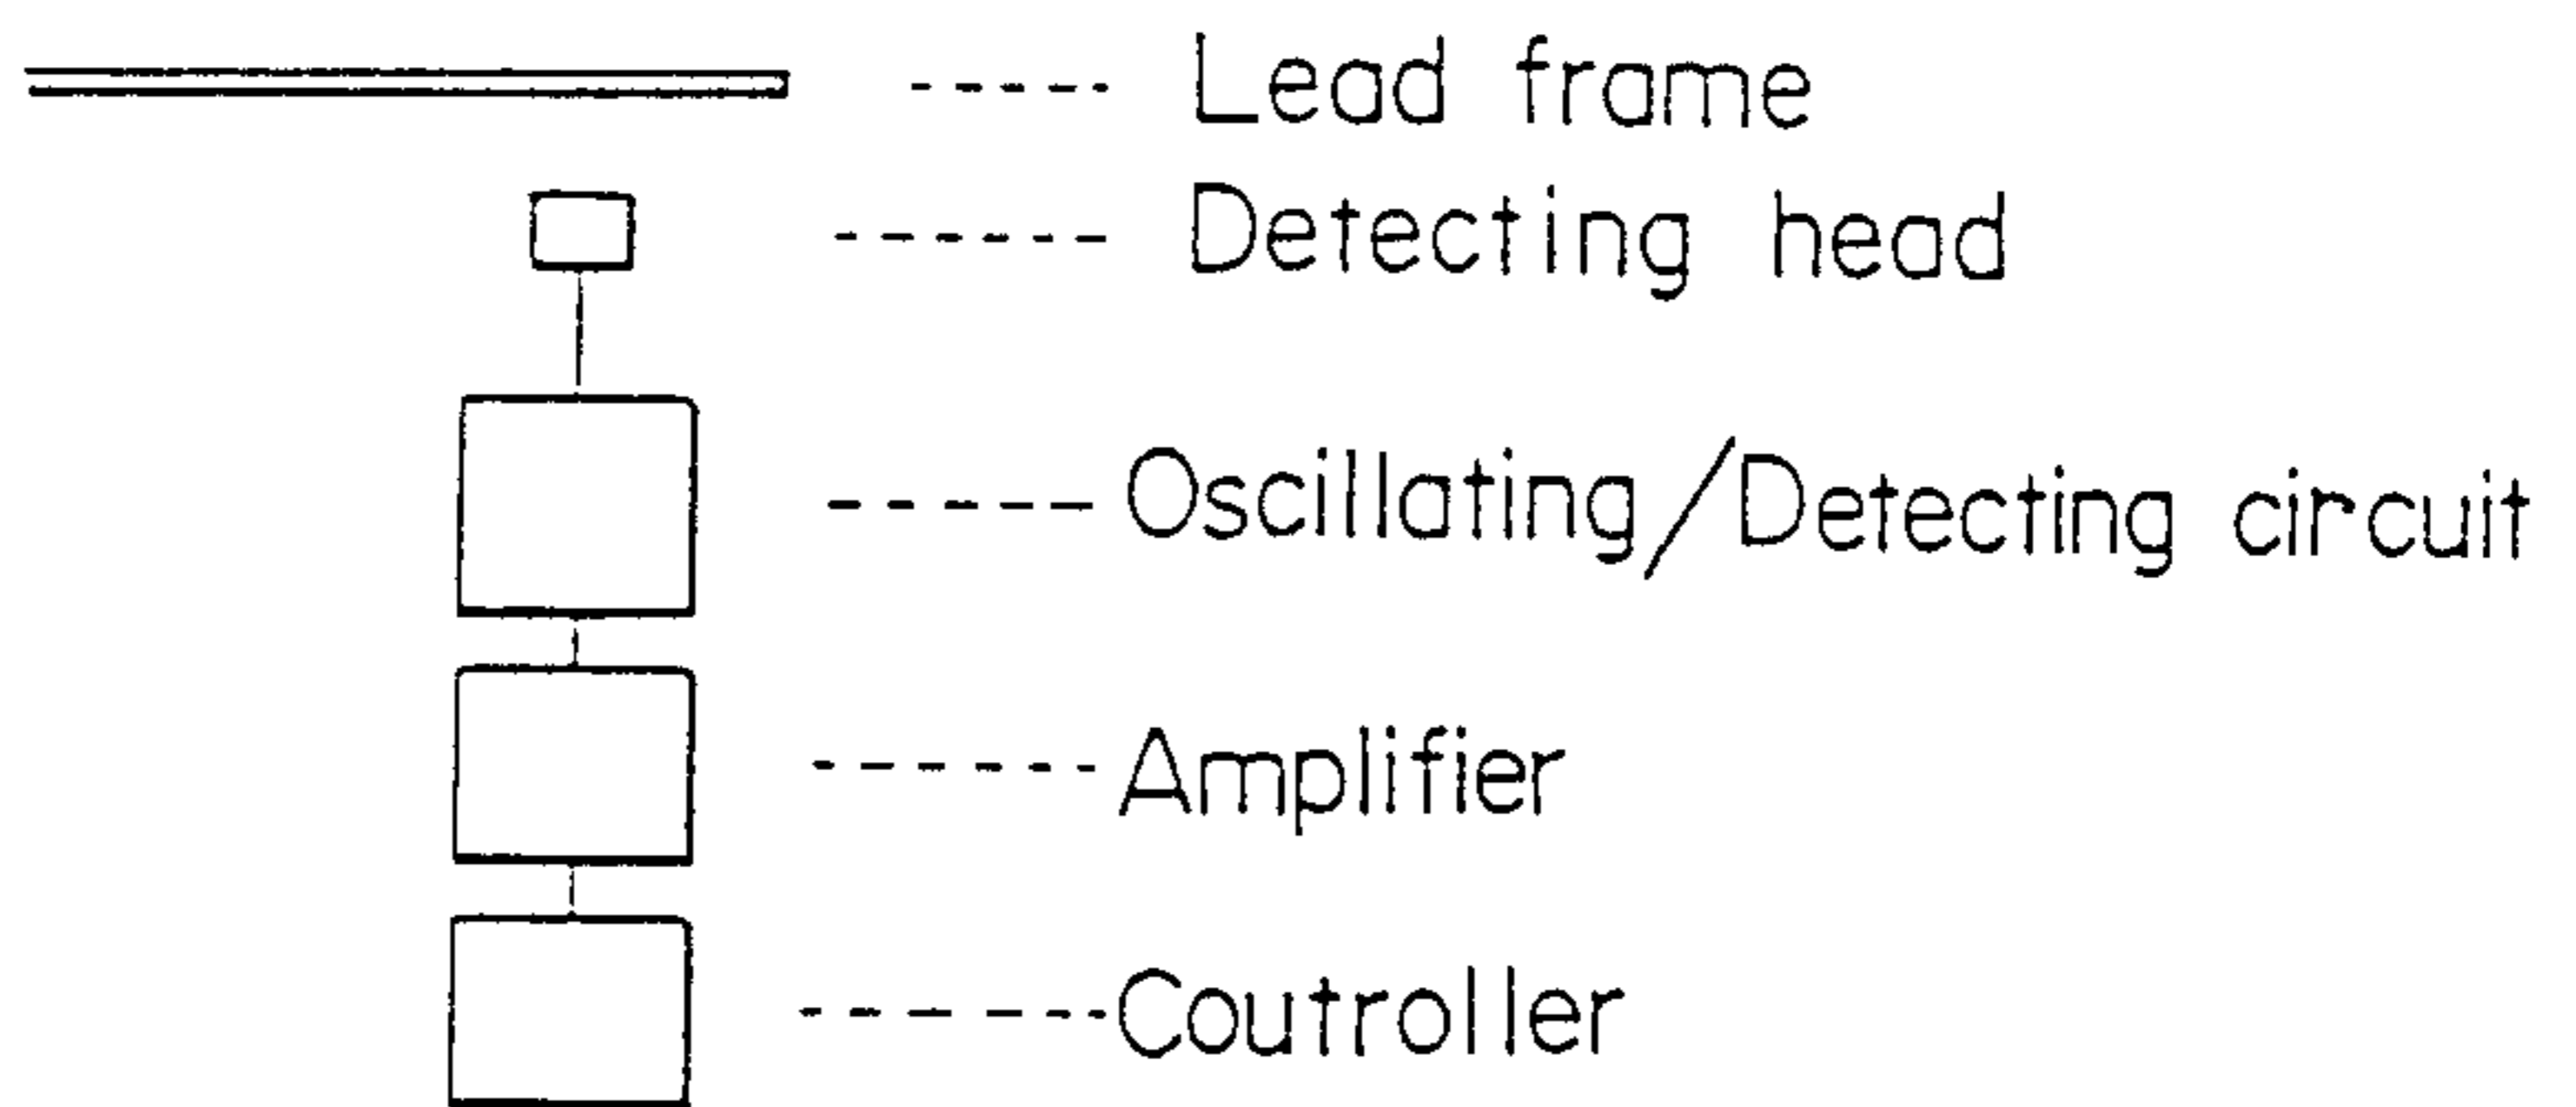 Lead frame
Detecting head
Oscillating/Detecting circuit
Amplifier
Coutroller